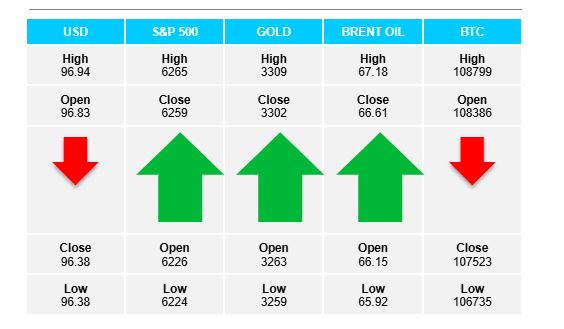 USD S&P 500 GOLD BRENT OIL BTC
High High High High High
96.94 6265 3309 67.18 108799
Open Close Close Close Open
96.83 6259 3302 66.61 108386
Close Open Open Open Close
96.38 6226 3263 66.15 107523
Low Low Low Low Low
96.38 6224 3259 65.92 106735